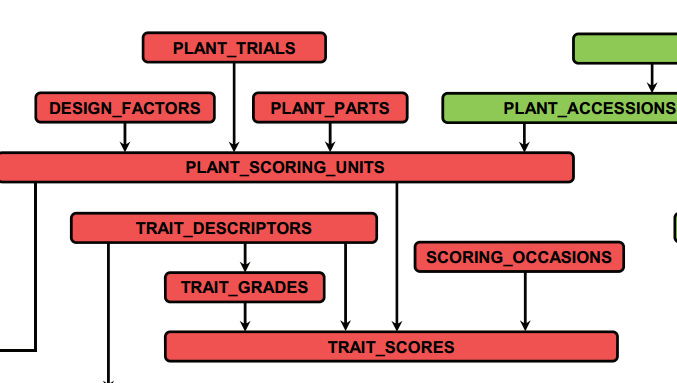 PLANT_TRIALS
DESIGN_FACTORS
PLANT_PARTS
PLANT_ACCESSIONS
PLANT_SCORING_UNITS
TRAIT_DESCRIPTORS
SCORING_OCCASIONS
TRAIT_GRADES
TRAIT_SCORES